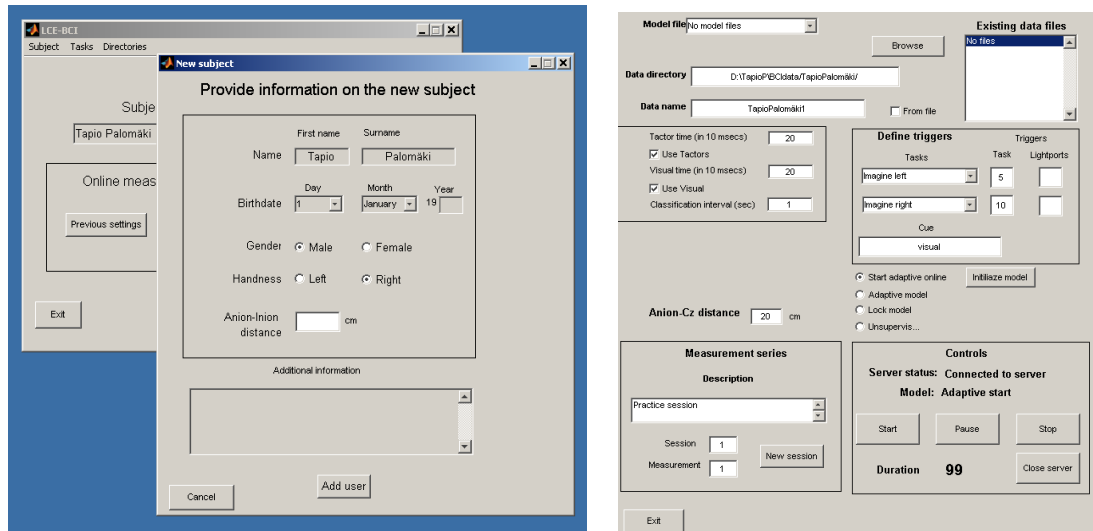 LCE-BCI
Subject Tasks Directories
Subje
Tapio Palomäki
Online meas
Previous settings
Exit
New subject
Provide information on the new subject
First name Surname
Name Tapio Palomäki
Day Month Year
Birthdate 1 January 19
Gender Male Female
Handness Left Right
Anion-Inion
distance
cm
Additional information
Cancel
Add user
Model file No model files
Browse
Existing data files
No files
Data directory D:\TapioP\BCIdata/TapioPalomäki/
Data name TapioPalomäki1
From file
Tactor time (in 10 msecs) 20
Use Tactors
Visual time (in 10 msecs) 20
Use Visual
Classification interval (sec) 1
Define triggers
Triggers
Tasks Task Lightports
Imagine left 5
Imagine right 10
Cue
visual
Start adaptive online
Initiliaze model
Adaptive model
Lock model
Unsupervis...
Anion-Cz distance 20 cm
Measurement series
Description
Practice session
Session 1
Measurement 1
New session
Controls
Server status: Connected to server
Model: Adaptive start
Start Pause Stop
Duration 99
Close server
Exit